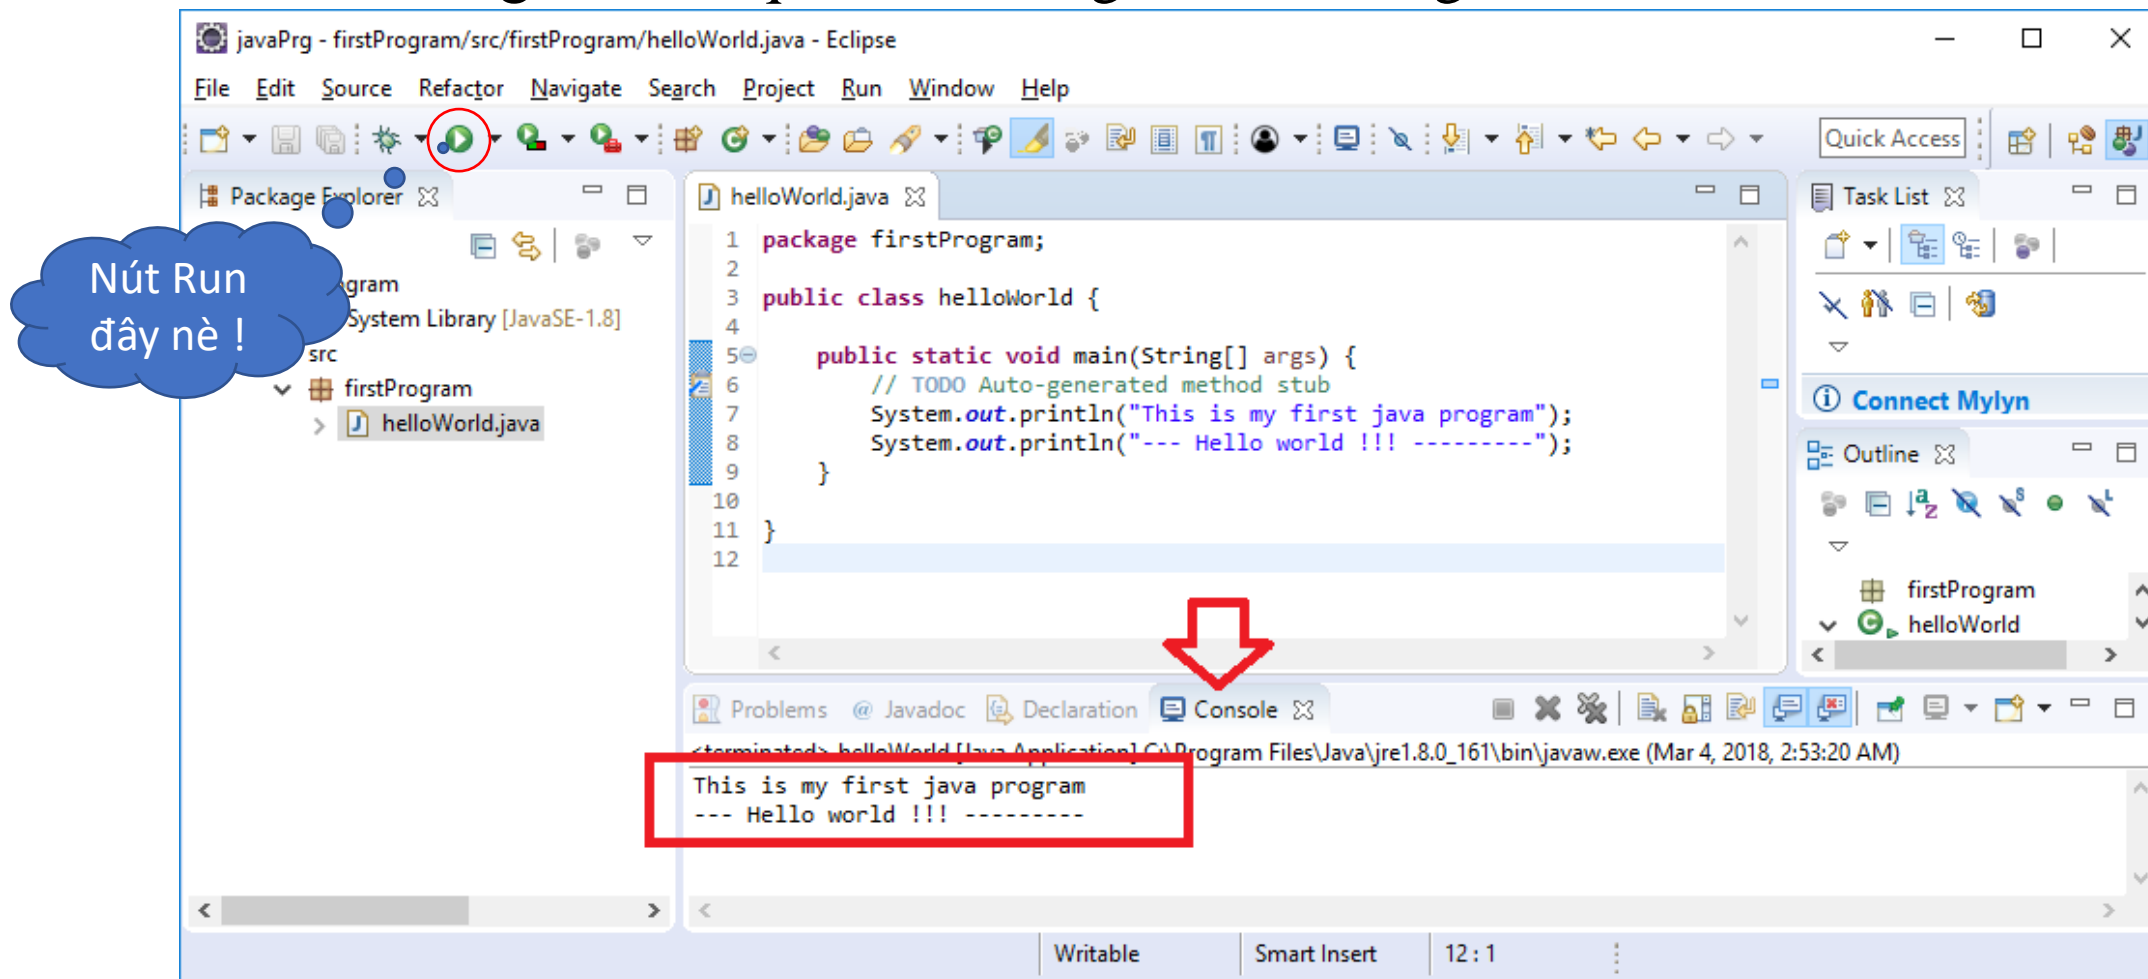 javaPrg - firstProgram/src/firstProgram/helloWorld.java - Eclipse
File Edit Source Refactor Navigate Search Project Run Window Help
Quick Access
Package Explorer
Nút Run
đây nè !
gram
System Library [JavaSE-1.8]
src
firstProgram
helloWorld.java
helloWorld.java
1 package firstProgram;
2
3 public class helloWorld {
4
5 public static void main(String[] args) {
6 // TODO Auto-generated method stub
7 System.out.println("This is my first java program");
8 System.out.println("--- Hello world !!! ---------");
9 }
10
11 }
12
Task List
Connect Mylyn
Outline
firstProgram
helloWorld
Problems @ Javadoc Declaration Console
<terminated> helloWorld [Java Application] C:\Program Files\Java\jre1.8.0_161\bin\javaw.exe (Mar 4, 2018, 2:53:20 AM)
This is my first java program
--- Hello world !!! ---------
Writable Smart Insert 12 : 1